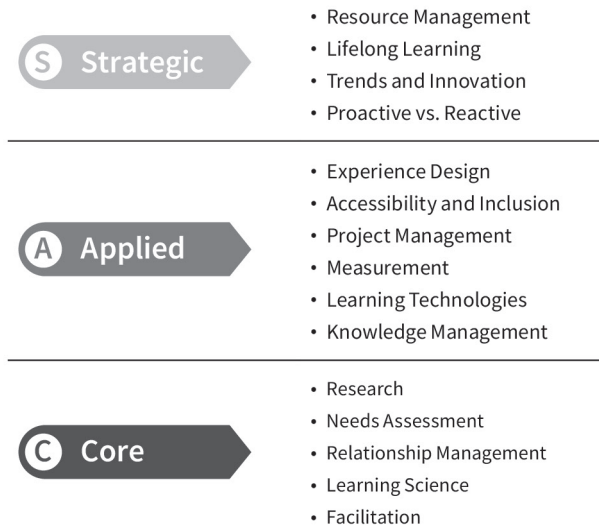 S Strategic
• Resource Management
• Lifelong Learning
• Trends and Innovation
• Proactive vs. Reactive
A Applied
• Experience Design
• Accessibility and Inclusion
• Project Management
• Measurement
• Learning Technologies
• Knowledge Management
C Core
• Research
• Needs Assessment
• Relationship Management
• Learning Science
• Facilitation